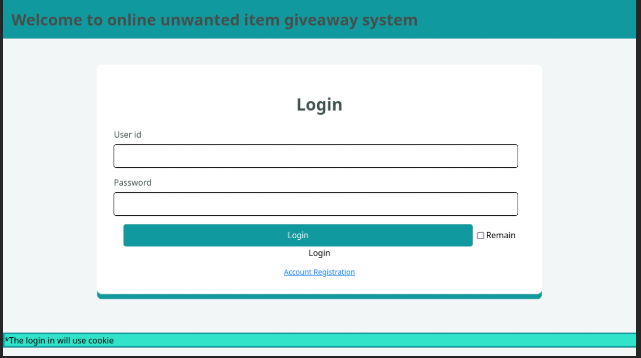 Welcome to online unwanted item giveaway system
Login
User id
Password
Login
Remain
Login
Account Registration
*The login in will use cookie